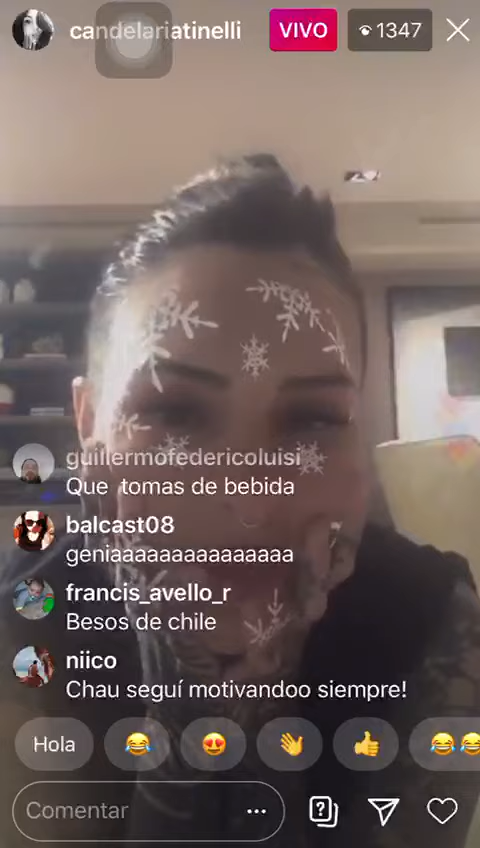 candelariatinelli
VIVO
1347
guillermofedericoluisi
Que tomas de bebida
balcast08
geniaaaaaaaaaaaaaaa
francis_avello_r
Besos de chile
niico
Chau seguí motivandoo siempre!
Hola
Comentar